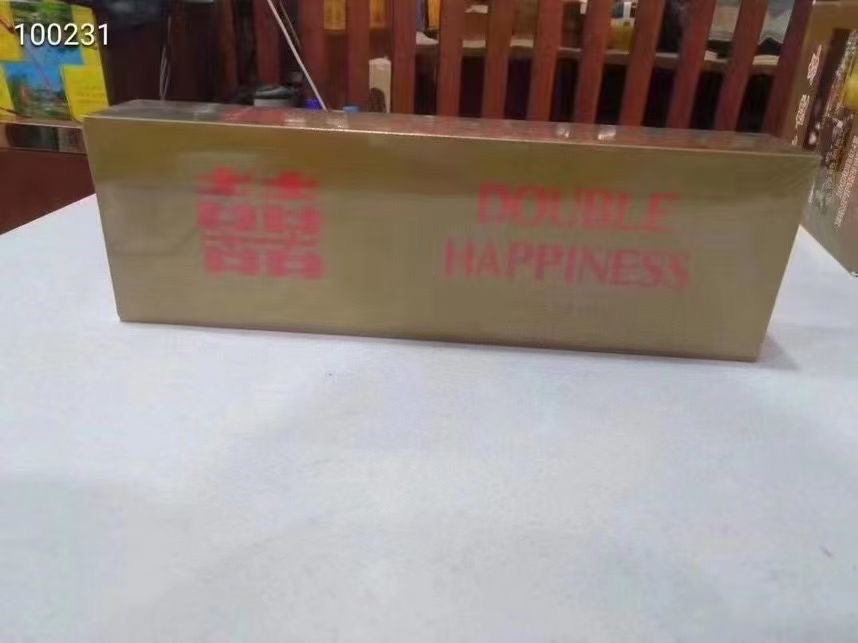 100231
囍
DOUBLE
HAPPINESS